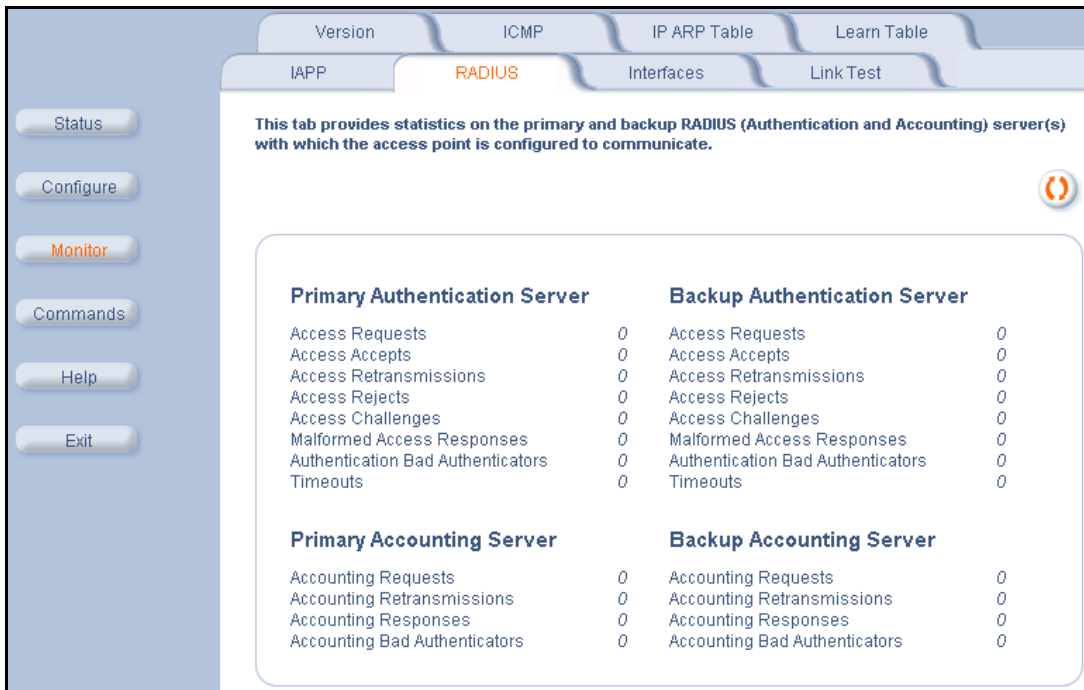 Version ICMP IP ARP Table Learn Table
IAPP RADIUS Interfaces Link Test
Status
Configure
Monitor
Commands
Help
Exit
This tab provides statistics on the primary and backup RADIUS (Authentication and Accounting) server(s)
with which the access point is configured to communicate.
Primary Authentication Server
Access Requests 0
Access Accepts 0
Access Retransmissions 0
Access Rejects 0
Access Challenges 0
Malformed Access Responses 0
Authentication Bad Authenticators 0
Timeouts 0
Backup Authentication Server
Access Requests 0
Access Accepts 0
Access Retransmissions 0
Access Rejects 0
Access Challenges 0
Malformed Access Responses 0
Authentication Bad Authenticators 0
Timeouts 0
Primary Accounting Server
Accounting Requests 0
Accounting Retransmissions 0
Accounting Responses 0
Accounting Bad Authenticators 0
Backup Accounting Server
Accounting Requests 0
Accounting Retransmissions 0
Accounting Responses 0
Accounting Bad Authenticators 0